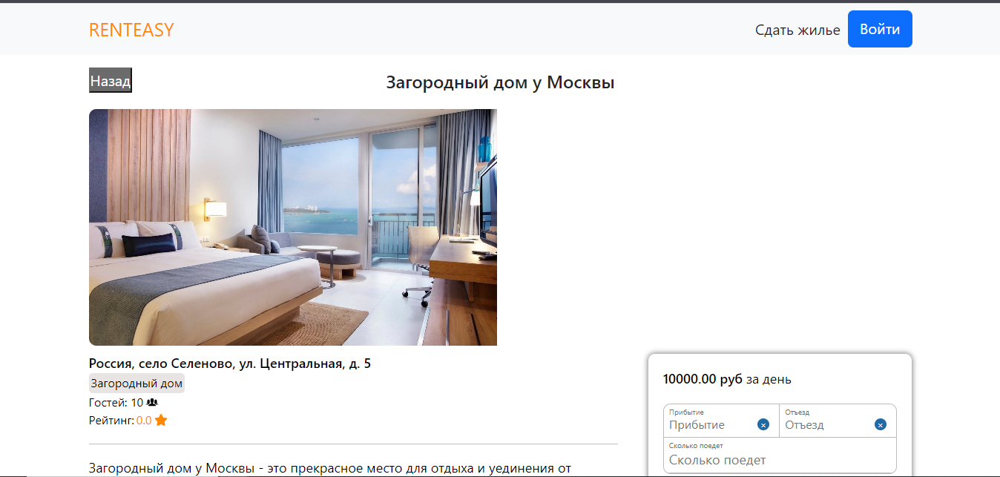 RENTEASY
Сдать жилье
Войти
Назад
Загородный дом у Москвы
Россия, село Селеново, ул. Центральная, д. 5
Загородный дом
Гостей: 10
Рейтинг: 0.0
Загородный дом у Москвы - это прекрасное место для отдыха и уединения от
10000.00 руб за день
Прибытие
Прибытие
Отъезд
Отъезд
Сколько поедет
Сколько поедет